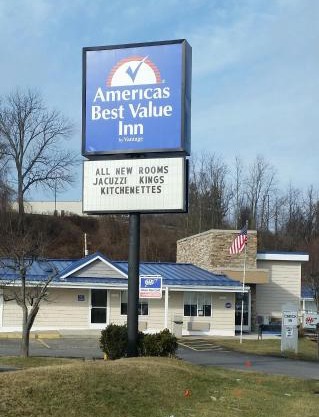 Americas
Best Value
Inn
by Vantage
ALL NEW ROOMS
JACUZZI KINGS
KITCHENETTES